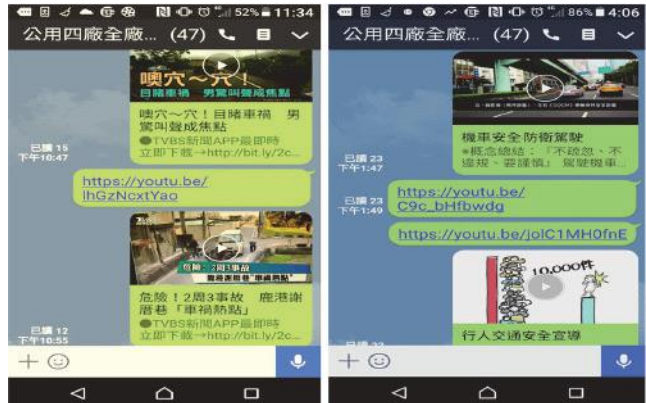 52% 11:34
公用四廠全廠... (47)
噢穴～穴！
目睹車禍 男驚叫聲成焦點
噢穴～穴！目睹車禍 男
驚叫聲成焦點
●TVBS新聞APP最即時
立即下載→http://bit.ly/2c...
已讀 15
下午10:47
https://youtu.be/
lhGzNcxtYao
危險！2周3事故
危險！2周3事故 鹿港謝
厝巷「車禍熱點」
●TVBS新聞APP最即時
立即下載→http://bit.ly/2c...
已讀 12
下午10:55
86% 4:06
公用四廠全廠... (47)
機車安全防衛駕駛
*概念總結：「不疏忽、不
違規、要謹慎」 駕駛機車...
已讀 23
下午1:47
https://youtu.be/
C9c_bHfbwdg
已讀 23
下午1:49
https://youtu.be/jolC1MH0fnE
10,000件
行人交通安全宣導